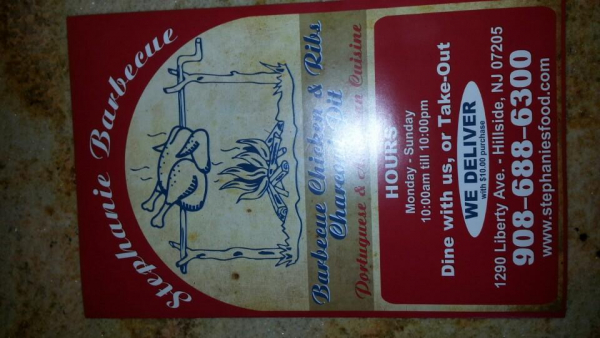 Stephanie Barbecue
Barbecue Chicken & Ribs
Pit
Portuguese & Cuisine
HOURS
Monday - Sunday
10:00am till 10:00pm
Dine with us, or Take-Out
WE DELIVER
with $10.00 purchase
1290 Liberty Ave. - Hillside, NJ 07205
908-688-6300
www.stephaniesfood.com